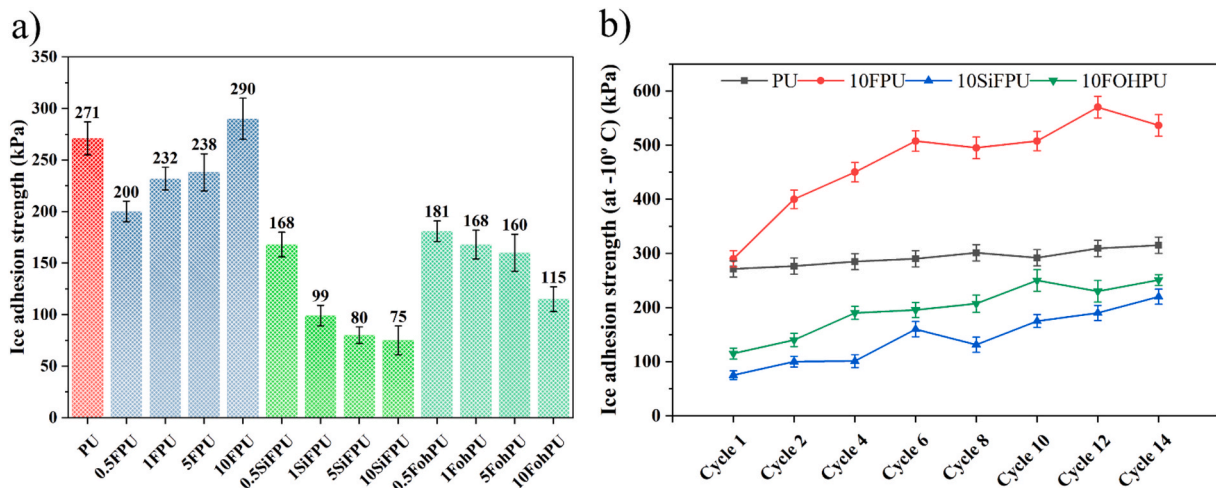 a)
Ice adhesion strength (kPa)
350
300
250
200
150
100
50
0
271
200
232
238
290
168
99
80
75
181
168
160
115
PU
0.5FPU
1FPU
5FPU
10FPU
0.5SiFPU
1SiFPU
5SiFPU
10SiFPU
0.5FohPU
1FohPU
5FohPU
10FohPU
b)
Ice adhesion strength (at -10° C) (kPa)
PU 10FPU 10SiFPU 10FOHPU
600
500
400
300
200
100
0
Cycle 1
Cycle 2
Cycle 4
Cycle 6
Cycle 8
Cycle 10
Cycle 12
Cycle 14